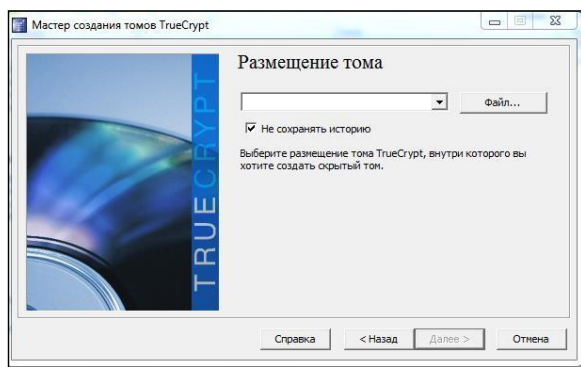 Мастер создания томов TrueCrypt
TRUECRYPT
Размещение тома
Файл...
Не сохранять историю
Выберите размещение тома TrueCrypt, внутри которого вы
хотите создать скрытый том.
Справка
< Назад
Далее >
Отмена